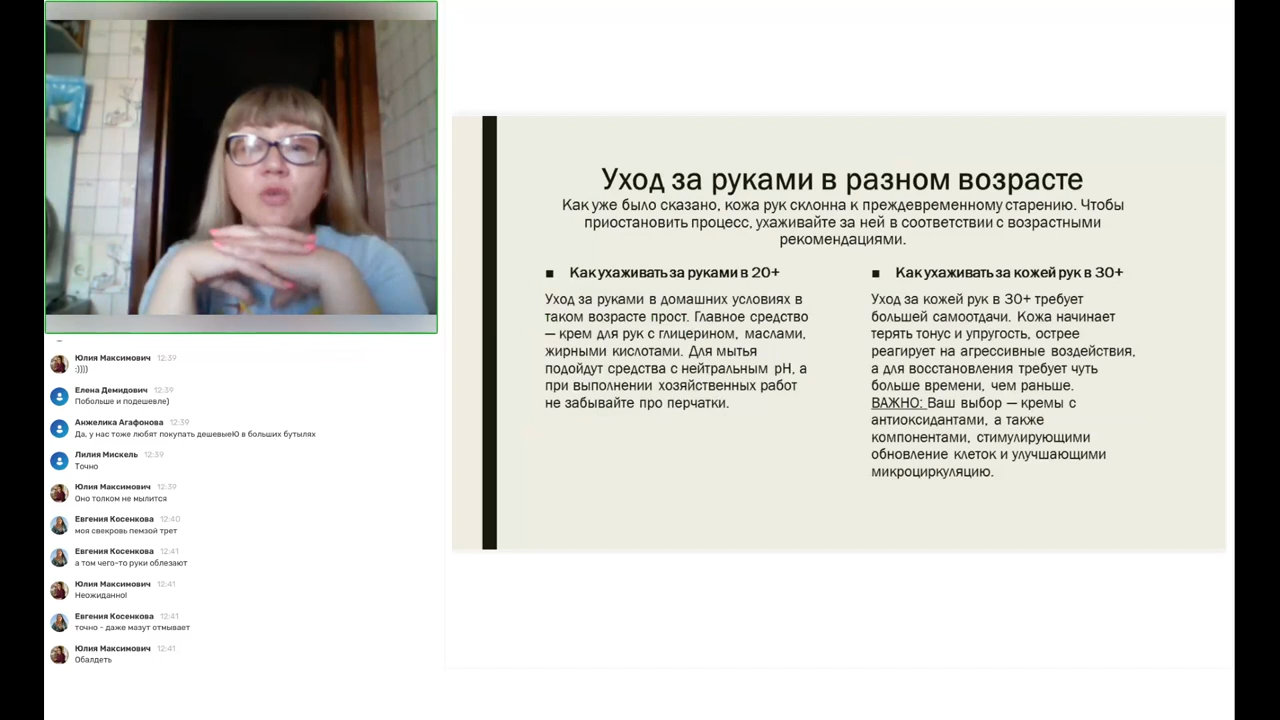 Юлия Максимович 12:39
:))))
Елена Демидович 12:39
Побольше и подешевле)
Анжелика Агафонова 12:39
Да, у нас тоже любят покупать дешевыеЮ в больших бутылях
Лилия Мискель 12:39
Точно
Юлия Максимович 12:39
Оно толком не мылится
Евгения Косенкова 12:40
моя свекровь пемзой трет
Евгения Косенкова 12:41
а том чего-то руки облезают
Юлия Максимович 12:41
Неожиданно!
Евгения Косенкова 12:41
точно - даже мазут отмывает
Юлия Максимович 12:41
Обалдеть
Уход за руками в разном возрасте
Как уже было сказано, кожа рук склонна к преждевременному старению. Чтобы
приостановить процесс, ухаживайте за ней в соответствии с возрастными
рекомендациями.
■ Как ухаживать за руками в 20+
Уход за руками в домашних условиях в
таком возрасте прост. Главное средство
— крем для рук с глицерином, маслами,
жирными кислотами. Для мытья
подойдут средства с нейтральным pH, а
при выполнении хозяйственных работ
не забывайте про перчатки.
■ Как ухаживать за кожей рук в 30+
Уход за кожей рук в 30+ требует
большей самоотдачи. Кожа начинает
терять тонус и упругость, острее
реагирует на агрессивные воздействия,
а для восстановления требует чуть
больше времени, чем раньше.
ВАЖНО: Ваш выбор — кремы с
антиоксидантами, а также
компонентами, стимулирующими
обновление клеток и улучшающими
микроциркуляцию.